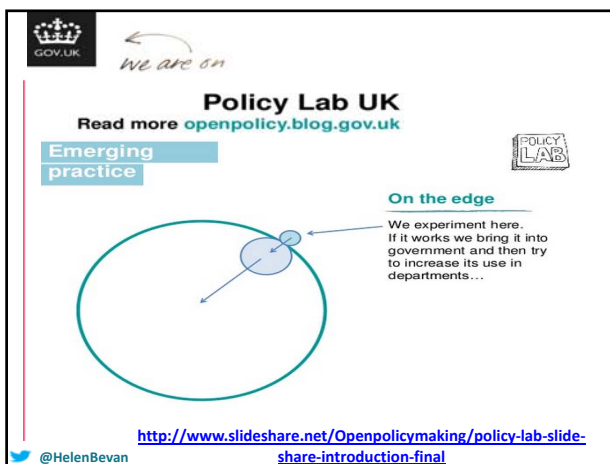 GOV.UK
we are on
Policy Lab UK
Read more openpolicy.blog.gov.uk
Emerging
practice
POLICY
LAB
On the edge
We experiment here.
If it works we bring it into
government and then try
to increase its use in
departments...
http://www.slideshare.net/Openpolicymaking/policy-lab-slide-
share-introduction-final
@HelenBevan